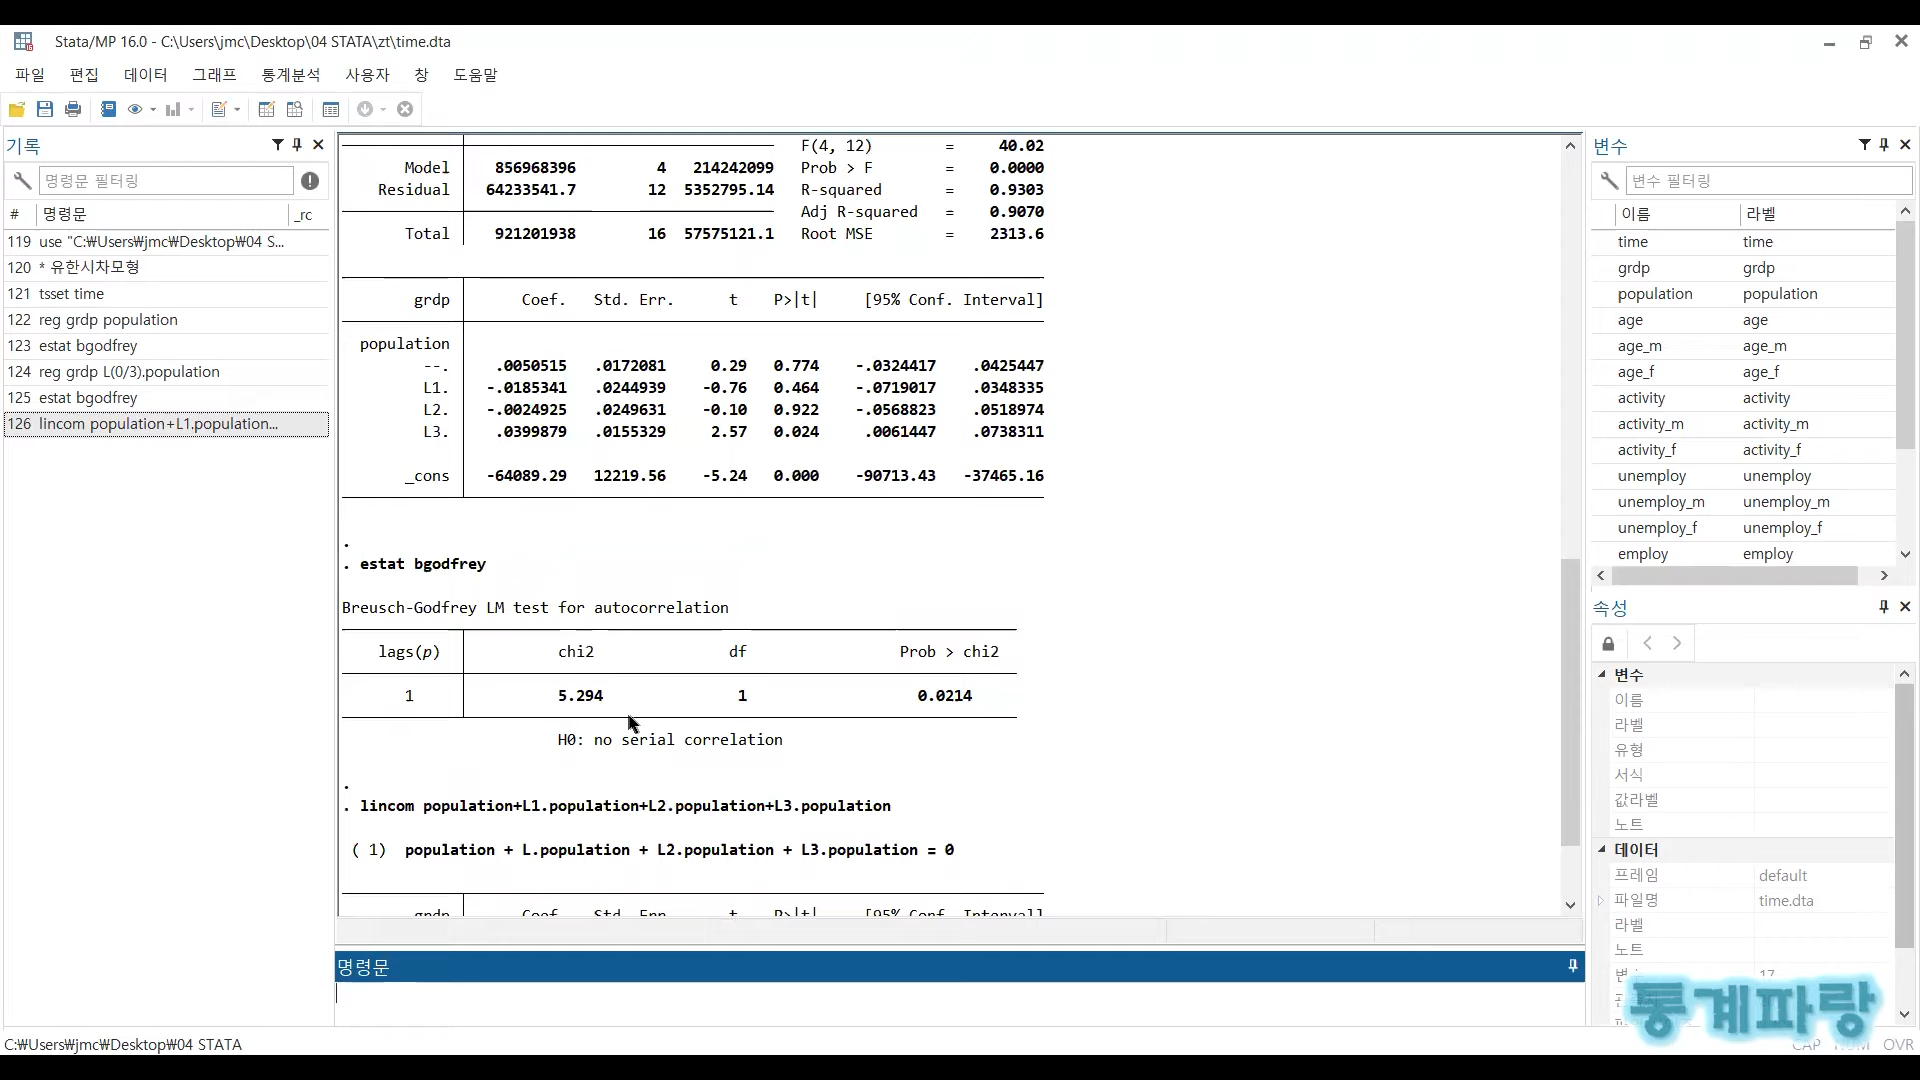 Stata/MP 16.0 - C:\Users\jmc\Desktop\04 STATA\zt\time.dta
파일 편집 데이터 그래프 통계분석 사용자 창 도움말
기록
명령문 필터링
# 명령문 _rc
119 use "C:₩Users₩jmc₩Desktop₩04 S...
120 * 유한시차모형
121 tsset time
122 reg grdp population
123 estat bgodfrey
124 reg grdp L(0/3).population
125 estat bgodfrey
126 lincom population+L1.population...
F(4, 12) = 40.02
Model 856968396 4 214242099 Prob > F = 0.0000
Residual 64233541.7 12 5352795.14 R-squared = 0.9303
Adj R-squared = 0.9070
Total 921201938 16 57575121.1 Root MSE = 2313.6
grdp Coef. Std. Err. t P>|t| [95% Conf. Interval]
population
--. .0050515 .0172081 0.29 0.774 -.0324417 .0425447
L1. -.0185341 .0244939 -0.76 0.464 -.0719017 .0348335
L2. -.0024925 .0249631 -0.10 0.922 -.0568823 .0518974
L3. .0399879 .0155329 2.57 0.024 .0061447 .0738311
_cons -64089.29 12219.56 -5.24 0.000 -90713.43 -37465.16
.
. estat bgodfrey
Breusch-Godfrey LM test for autocorrelation
lags(p) chi2 df Prob > chi2
1 5.294 1 0.0214
H0: no serial correlation
.
. lincom population+L1.population+L2.population+L3.population
( 1) population + L.population + L2.population + L3.population = 0
grdp Coef. Std. Err. t P>|t| [95% Conf. Interval]
명령문
변수
변수 필터링
이름 라벨
time time
grdp grdp
population population
age age
age_m age_m
age_f age_f
activity activity
activity_m activity_m
activity_f activity_f
unemploy unemploy
unemploy_m unemploy_m
unemploy_f unemploy_f
employ employ
속성
변수
이름
라벨
유형
서식
값라벨
노트
데이터
프레임 default
파일명 time.dta
라벨
노트
17
통계파랑
C:₩Users₩jmc₩Desktop₩04 STATA
CAP NUM OVR